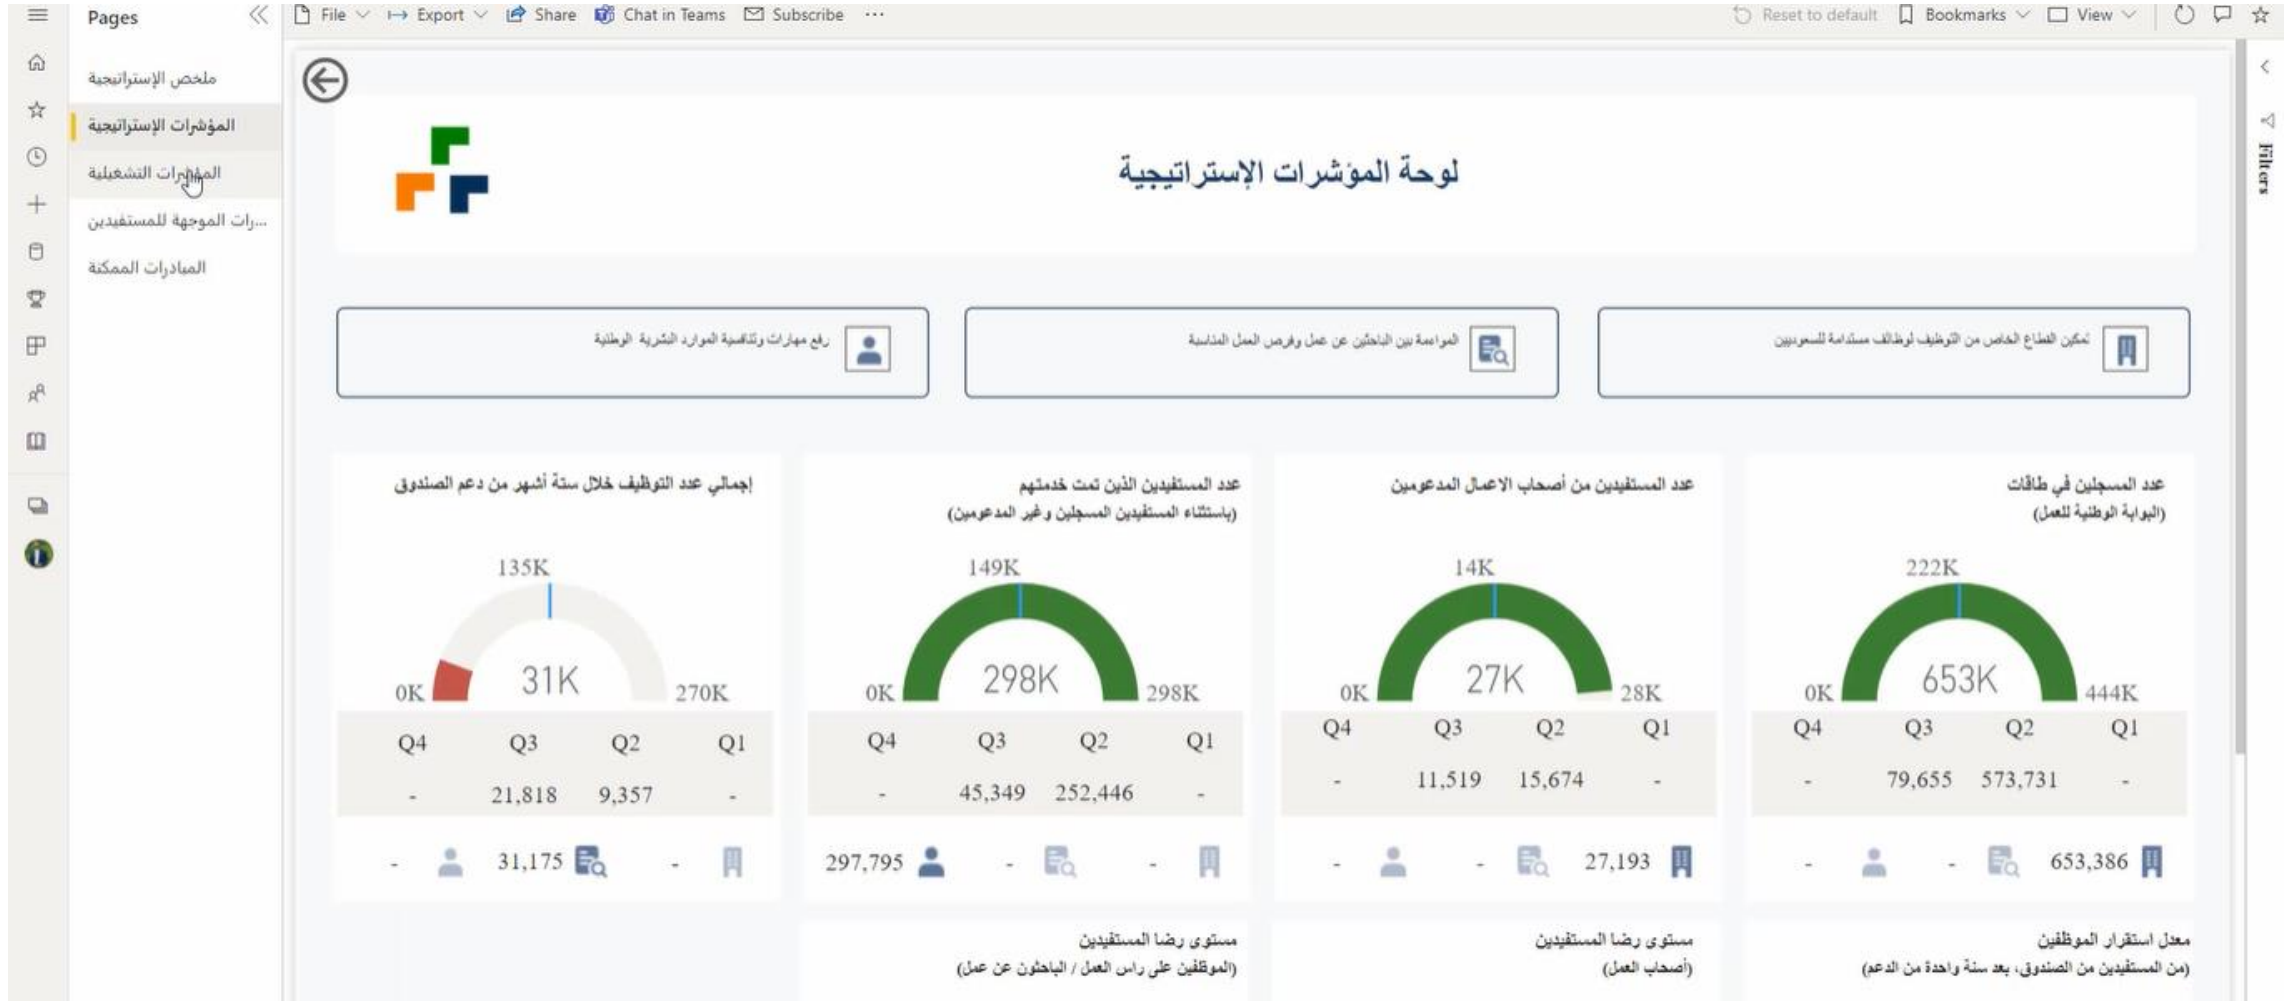 Pages
File
Export
Share
Chat in Teams
Subscribe
Reset to default
Bookmarks
View
ملخص الإستراتيجية
المؤشرات الإستراتيجية
المؤشرات التشغيلية
...رات الموجهة للمستفيدين
المبادرات الممكنة
Filters
لوحة المؤشرات الإستراتيجية
تمكين القطاع الخاص من التوظيف لوظائف مستدامة للسعوديين
المواءمة بين الباحثين عن عمل وفرص العمل المناسبة
رفع مهارات وتنافسية الموارد البشرية الوطنية
عدد المسجلين في طاقات
(البوابة الوطنية للعمل)
222K
653K
0K
444K
Q1 Q2 Q3 Q4
- 573,731 79,655 -
653,386 - -
عدد المستفيدين من أصحاب الاعمال المدعومين
14K
27K
0K
28K
Q1 Q2 Q3 Q4
- 15,674 11,519 -
27,193 - -
عدد المستفيدين الذين تمت خدمتهم
(باستثناء المستفيدين المسجلين وغير المدعومين)
149K
298K
0K
298K
Q1 Q2 Q3 Q4
- 252,446 45,349 -
- - 297,795
إجمالي عدد التوظيف خلال ستة أشهر من دعم الصندوق
135K
31K
0K
270K
Q1 Q2 Q3 Q4
- 9,357 21,818 -
- 31,175 -
معدل استقرار الموظفين
(من المستفيدين من الصندوق، بعد سنة واحدة من الدعم)
مستوى رضا المستفيدين
(أصحاب العمل)
مستوى رضا المستفيدين
(الموظفين على راس العمل / الباحثون عن عمل)